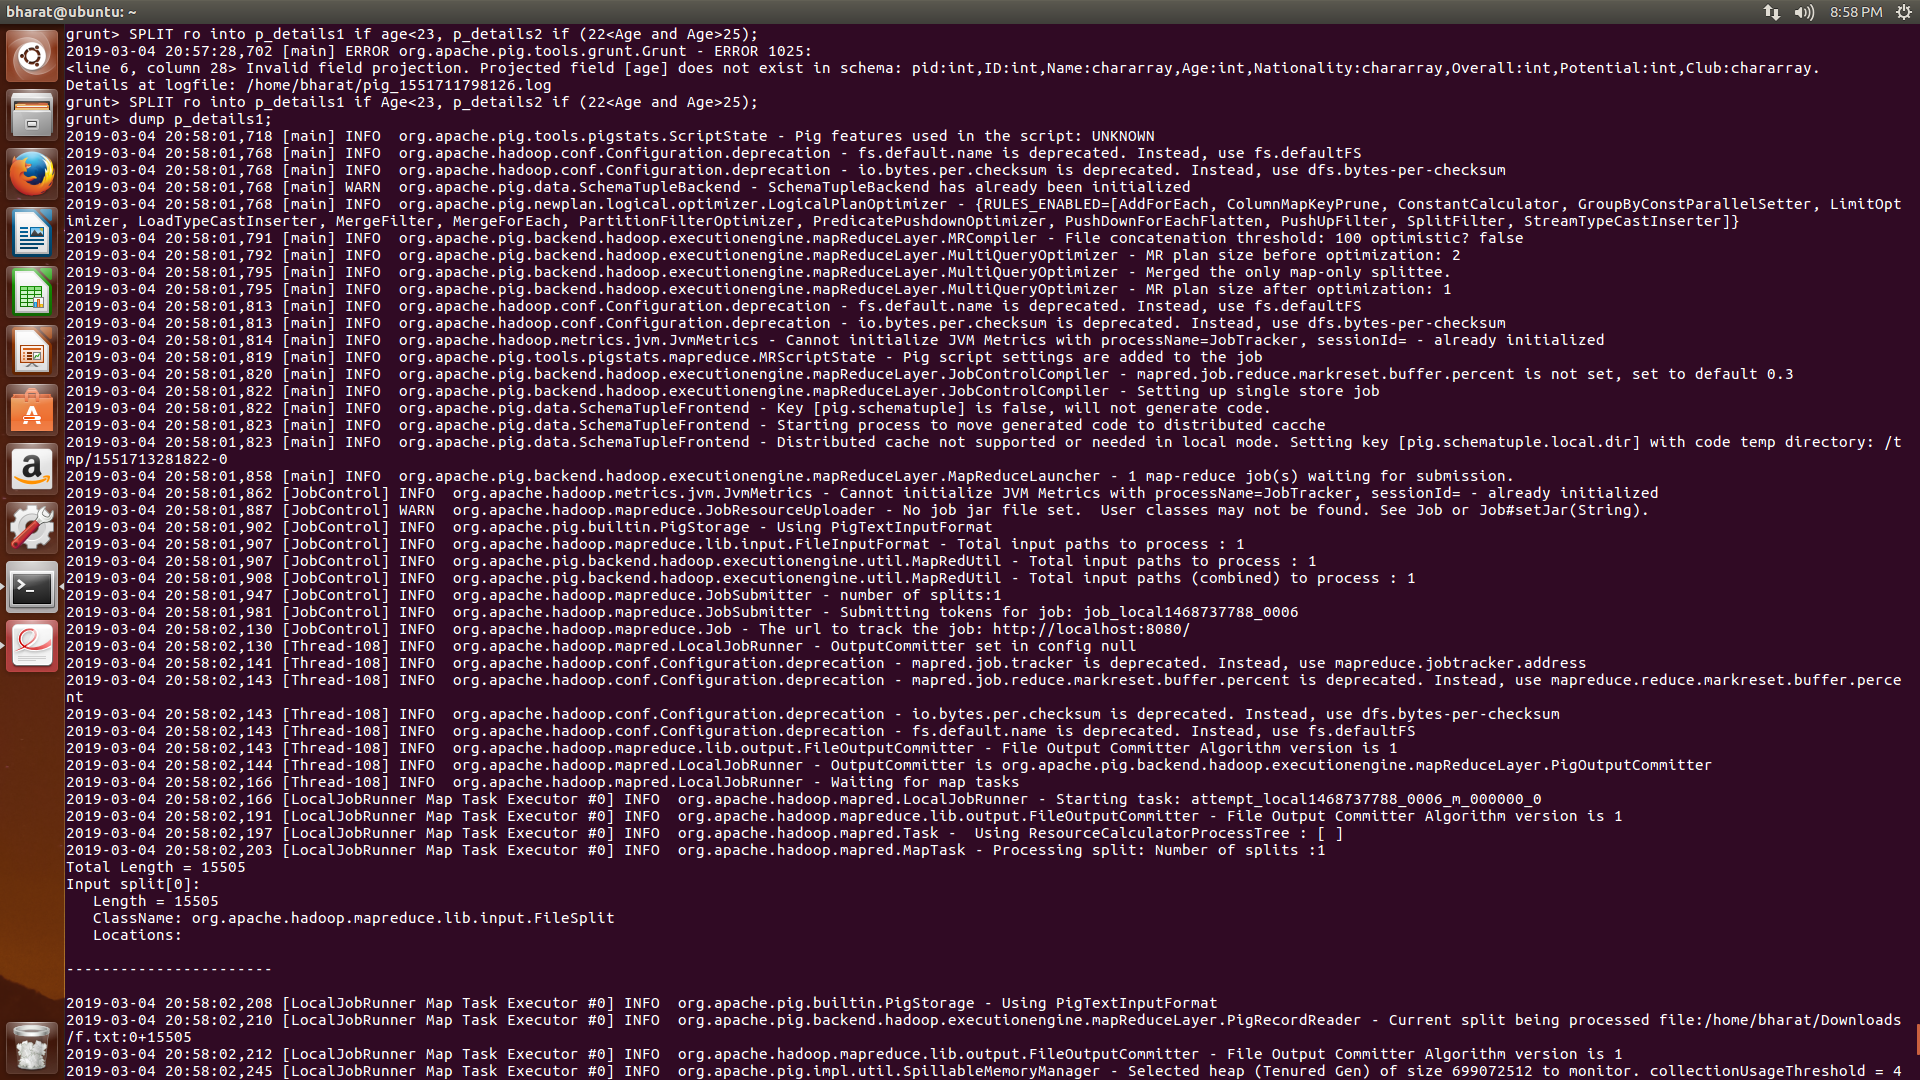 bharat@ubuntu: ~
8:58 PM
grunt> SPLIT ro into p_details1 if age<23, p_details2 if (22<Age and Age>25);
2019-03-04 20:57:28,702 [main] ERROR org.apache.pig.tools.grunt.Grunt - ERROR 1025:
<line 6, column 28> Invalid field projection. Projected field [age] does not exist in schema: pid:int,ID:int,Name:chararray,Age:int,Nationality:chararray,Overall:int,Potential:int,Club:chararray.
Details at logfile: /home/bharat/pig_1551711798126.log
grunt> SPLIT ro into p_details1 if Age<23, p_details2 if (22<Age and Age>25);
grunt> dump p_details1;
2019-03-04 20:58:01,718 [main] INFO  org.apache.pig.tools.pigstats.ScriptState - Pig features used in the script: UNKNOWN
2019-03-04 20:58:01,768 [main] INFO  org.apache.hadoop.conf.Configuration.deprecation - fs.default.name is deprecated. Instead, use fs.defaultFS
2019-03-04 20:58:01,768 [main] INFO  org.apache.hadoop.conf.Configuration.deprecation - io.bytes.per.checksum is deprecated. Instead, use dfs.bytes-per-checksum
2019-03-04 20:58:01,768 [main] WARN  org.apache.pig.data.SchemaTupleBackend - SchemaTupleBackend has already been initialized
2019-03-04 20:58:01,768 [main] INFO  org.apache.pig.newplan.logical.optimizer.LogicalPlanOptimizer - {RULES_ENABLED=[AddForEach, ColumnMapKeyPrune, ConstantCalculator, GroupByConstParallelSetter, LimitOpt
imizer, LoadTypeCastInserter, MergeFilter, MergeForEach, PartitionFilterOptimizer, PredicatePushdownOptimizer, PushDownForEachFlatten, PushUpFilter, SplitFilter, StreamTypeCastInserter]}
2019-03-04 20:58:01,791 [main] INFO  org.apache.pig.backend.hadoop.executionengine.mapReduceLayer.MRCompiler - File concatenation threshold: 100 optimistic? false
2019-03-04 20:58:01,792 [main] INFO  org.apache.pig.backend.hadoop.executionengine.mapReduceLayer.MultiQueryOptimizer - MR plan size before optimization: 2
2019-03-04 20:58:01,795 [main] INFO  org.apache.pig.backend.hadoop.executionengine.mapReduceLayer.MultiQueryOptimizer - Merged the only map-only splittee.
2019-03-04 20:58:01,795 [main] INFO  org.apache.pig.backend.hadoop.executionengine.mapReduceLayer.MultiQueryOptimizer - MR plan size after optimization: 1
2019-03-04 20:58:01,813 [main] INFO  org.apache.hadoop.conf.Configuration.deprecation - fs.default.name is deprecated. Instead, use fs.defaultFS
2019-03-04 20:58:01,813 [main] INFO  org.apache.hadoop.conf.Configuration.deprecation - io.bytes.per.checksum is deprecated. Instead, use dfs.bytes-per-checksum
2019-03-04 20:58:01,814 [main] INFO  org.apache.hadoop.metrics.jvm.JvmMetrics - Cannot initialize JVM Metrics with processName=JobTracker, sessionId= - already initialized
2019-03-04 20:58:01,819 [main] INFO  org.apache.pig.tools.pigstats.mapreduce.MRScriptState - Pig script settings are added to the job
2019-03-04 20:58:01,820 [main] INFO  org.apache.pig.backend.hadoop.executionengine.mapReduceLayer.JobControlCompiler - mapred.job.reduce.markreset.buffer.percent is not set, set to default 0.3
2019-03-04 20:58:01,822 [main] INFO  org.apache.pig.backend.hadoop.executionengine.mapReduceLayer.JobControlCompiler - Setting up single store job
2019-03-04 20:58:01,822 [main] INFO  org.apache.pig.data.SchemaTupleFrontend - Key [pig.schematuple] is false, will not generate code.
2019-03-04 20:58:01,823 [main] INFO  org.apache.pig.data.SchemaTupleFrontend - Starting process to move generated code to distributed cacche
2019-03-04 20:58:01,823 [main] INFO  org.apache.pig.data.SchemaTupleFrontend - Distributed cache not supported or needed in local mode. Setting key [pig.schematuple.local.dir] with code temp directory: /t
mp/1551713281822-0
2019-03-04 20:58:01,858 [main] INFO  org.apache.pig.backend.hadoop.executionengine.mapReduceLayer.MapReduceLauncher - 1 map-reduce job(s) waiting for submission.
2019-03-04 20:58:01,862 [JobControl] INFO  org.apache.hadoop.metrics.jvm.JvmMetrics - Cannot initialize JVM Metrics with processName=JobTracker, sessionId= - already initialized
2019-03-04 20:58:01,887 [JobControl] WARN  org.apache.hadoop.mapreduce.JobResourceUploader - No job jar file set.  User classes may not be found. See Job or Job#setJar(String).
2019-03-04 20:58:01,902 [JobControl] INFO  org.apache.pig.builtin.PigStorage - Using PigTextInputFormat
2019-03-04 20:58:01,907 [JobControl] INFO  org.apache.hadoop.mapreduce.lib.input.FileInputFormat - Total input paths to process : 1
2019-03-04 20:58:01,907 [JobControl] INFO  org.apache.pig.backend.hadoop.executionengine.util.MapRedUtil - Total input paths to process : 1
2019-03-04 20:58:01,908 [JobControl] INFO  org.apache.pig.backend.hadoop.executionengine.util.MapRedUtil - Total input paths (combined) to process : 1
2019-03-04 20:58:01,947 [JobControl] INFO  org.apache.hadoop.mapreduce.JobSubmitter - number of splits:1
2019-03-04 20:58:01,981 [JobControl] INFO  org.apache.hadoop.mapreduce.JobSubmitter - Submitting tokens for job: job_local1468737788_0006
2019-03-04 20:58:02,130 [JobControl] INFO  org.apache.hadoop.mapreduce.Job - The url to track the job: http://localhost:8080/
2019-03-04 20:58:02,130 [Thread-108] INFO  org.apache.hadoop.mapred.LocalJobRunner - OutputCommitter set in config null
2019-03-04 20:58:02,141 [Thread-108] INFO  org.apache.hadoop.conf.Configuration.deprecation - mapred.job.tracker is deprecated. Instead, use mapreduce.jobtracker.address
2019-03-04 20:58:02,143 [Thread-108] INFO  org.apache.hadoop.conf.Configuration.deprecation - mapred.job.reduce.markreset.buffer.percent is deprecated. Instead, use mapreduce.reduce.markreset.buffer.perce
nt
2019-03-04 20:58:02,143 [Thread-108] INFO  org.apache.hadoop.conf.Configuration.deprecation - io.bytes.per.checksum is deprecated. Instead, use dfs.bytes-per-checksum
2019-03-04 20:58:02,143 [Thread-108] INFO  org.apache.hadoop.conf.Configuration.deprecation - fs.default.name is deprecated. Instead, use fs.defaultFS
2019-03-04 20:58:02,143 [Thread-108] INFO  org.apache.hadoop.mapreduce.lib.output.FileOutputCommitter - File Output Committer Algorithm version is 1
2019-03-04 20:58:02,144 [Thread-108] INFO  org.apache.hadoop.mapred.LocalJobRunner - OutputCommitter is org.apache.pig.backend.hadoop.executionengine.mapReduceLayer.PigOutputCommitter
2019-03-04 20:58:02,166 [Thread-108] INFO  org.apache.hadoop.mapred.LocalJobRunner - Waiting for map tasks
2019-03-04 20:58:02,166 [LocalJobRunner Map Task Executor #0] INFO  org.apache.hadoop.mapred.LocalJobRunner - Starting task: attempt_local1468737788_0006_m_000000_0
2019-03-04 20:58:02,191 [LocalJobRunner Map Task Executor #0] INFO  org.apache.hadoop.mapreduce.lib.output.FileOutputCommitter - File Output Committer Algorithm version is 1
2019-03-04 20:58:02,197 [LocalJobRunner Map Task Executor #0] INFO  org.apache.hadoop.mapred.Task -  Using ResourceCalculatorProcessTree : [ ]
2019-03-04 20:58:02,203 [LocalJobRunner Map Task Executor #0] INFO  org.apache.hadoop.mapred.MapTask - Processing split: Number of splits :1
Total Length = 15505
Input split[0]:
   Length = 15505
   ClassName: org.apache.hadoop.mapreduce.lib.input.FileSplit
   Locations:
-----------------------
2019-03-04 20:58:02,208 [LocalJobRunner Map Task Executor #0] INFO  org.apache.pig.builtin.PigStorage - Using PigTextInputFormat
2019-03-04 20:58:02,210 [LocalJobRunner Map Task Executor #0] INFO  org.apache.pig.backend.hadoop.executionengine.mapReduceLayer.PigRecordReader - Current split being processed file:/home/bharat/Downloads
/f.txt:0+15505
2019-03-04 20:58:02,212 [LocalJobRunner Map Task Executor #0] INFO  org.apache.hadoop.mapreduce.lib.output.FileOutputCommitter - File Output Committer Algorithm version is 1
2019-03-04 20:58:02,245 [LocalJobRunner Map Task Executor #0] INFO  org.apache.pig.impl.util.SpillableMemoryManager - Selected heap (Tenured Gen) of size 699072512 to monitor. collectionUsageThreshold = 4